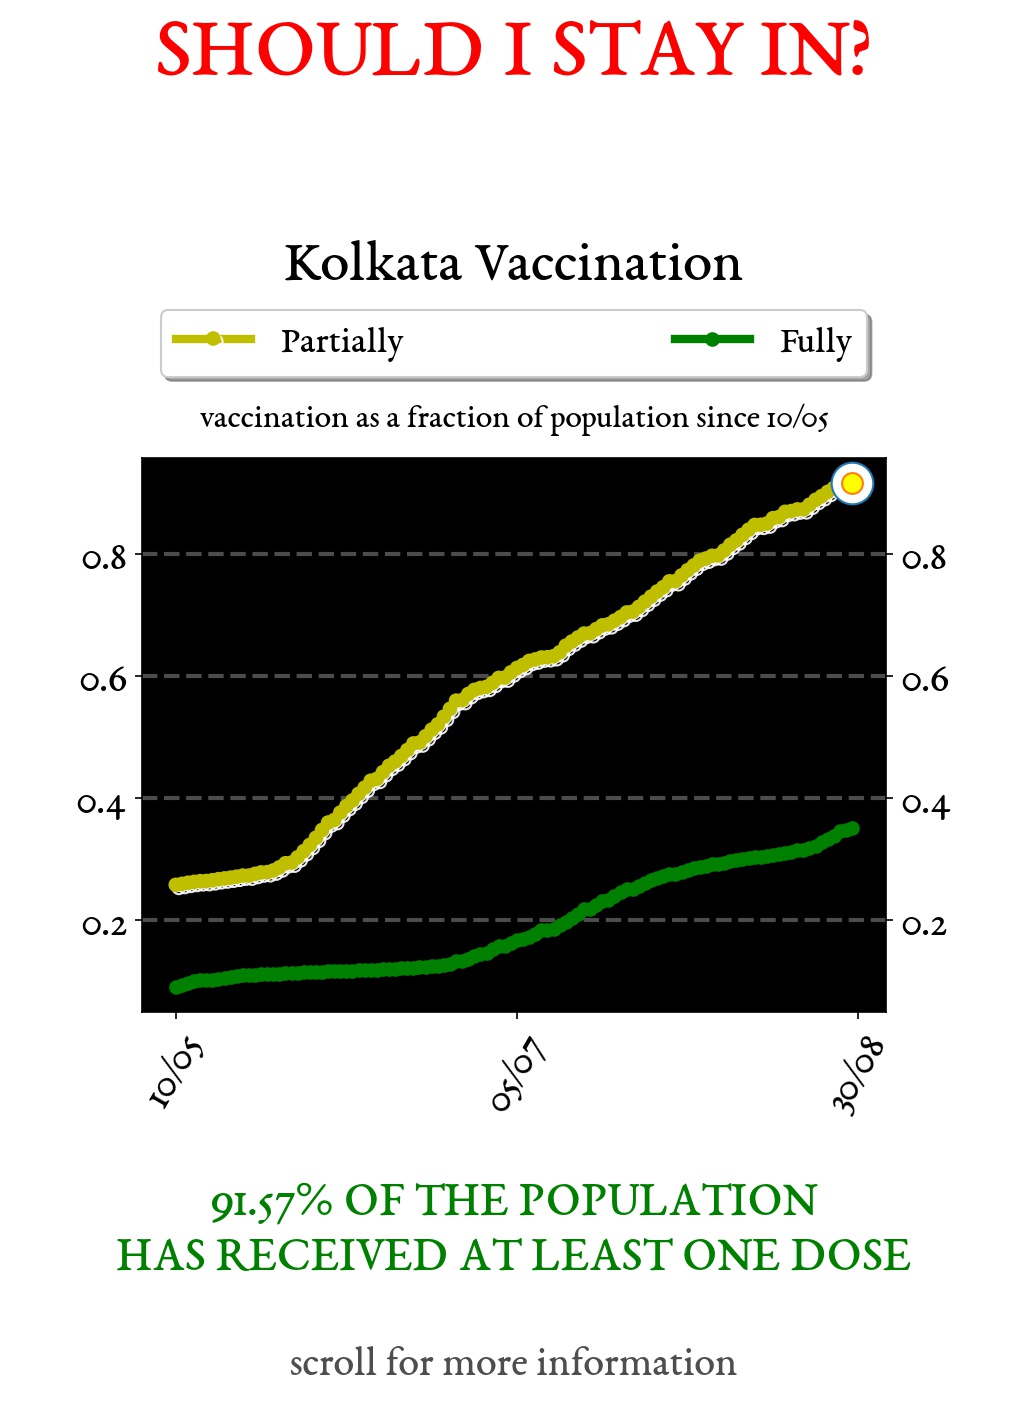 SHOULD I STAY IN?
Kolkata Vaccination
Partially Fully
vaccination as a fraction of population since 10/05
0.8 0.8
0.6 0.6
0.4 0.4
0.2 0.2
10/05 05/07 30/08
91.57% OF THE POPULATION
HAS RECEIVED AT LEAST ONE DOSE
scroll for more information